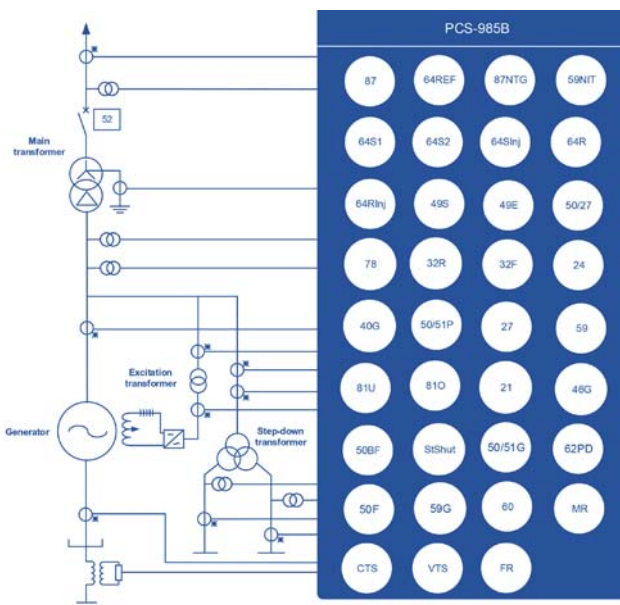 PCS-985B
87 64REF 87NTG 59NIT
52
Main
transformer
64S1 64S2 64SInj 64R
64RInj 49S 49E 50/27
78 32R 32F 24
40G 50/51P 27 59
Excitation
transformer
81U 81O 21 46G
Generator
Step-down
transformer
50BF StShut 50/51G 62PD
50F 59G 60 MR
CTS VTS FR